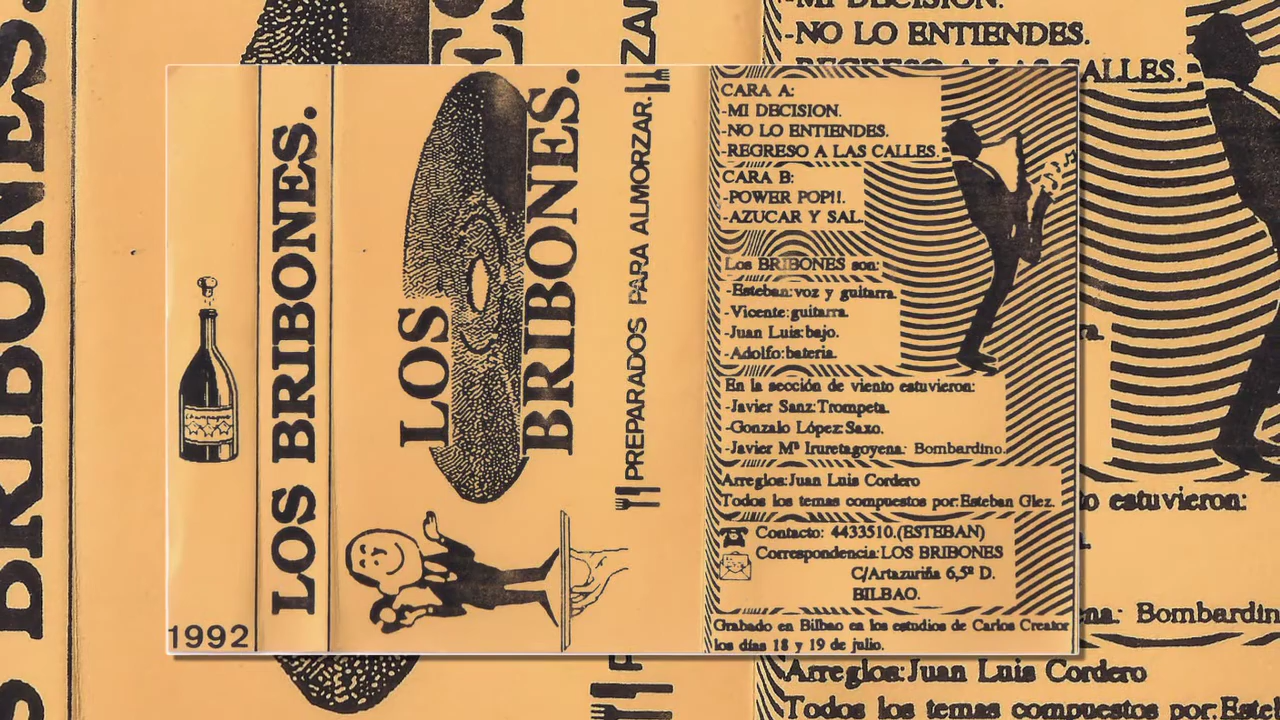 1992
Champagne
LOS BRIBONES.
LOS
BRIBONES.
PREPARADOS PARA ALMORZAR.
CARA A:
-MI DECISION.
-NO LO ENTIENDES.
-REGRESO A LAS CALLES.
CARA B:
-POWER POP!!.
-AZUCAR Y SAL.
Los BRIBONES son:
-Esteban:voz y guitarra.
-Vicente:guitarra.
-Juan Luis:bajo.
-Adolfo:bateria.
En la sección de viento estuvieron:
-Javier Sanz:Trompeta.
-Gonzalo López:Saxo.
-Javier Mª Iruretagoyena: Bombardino.
Arreglos:Juan Luis Cordero
Todos los temas compuestos por:Esteban Glez.
Contacto: 4433510.(ESTEBAN)
Correspondencia:LOS BRIBONES
C/Artazuriña 6,5º D.
BILBAO.
Grabado en Bilbao en los estudios de Carlos Creator
los días 18 y 19 de julio.
-MI DECISION.
-NO LO ENTIENDES.
CALLES.
BRIBONES.
to estuvieron:
ena: Bombardin
Arreglos:Juan Luis Cordero
Todos los temas compuestos por:Estel